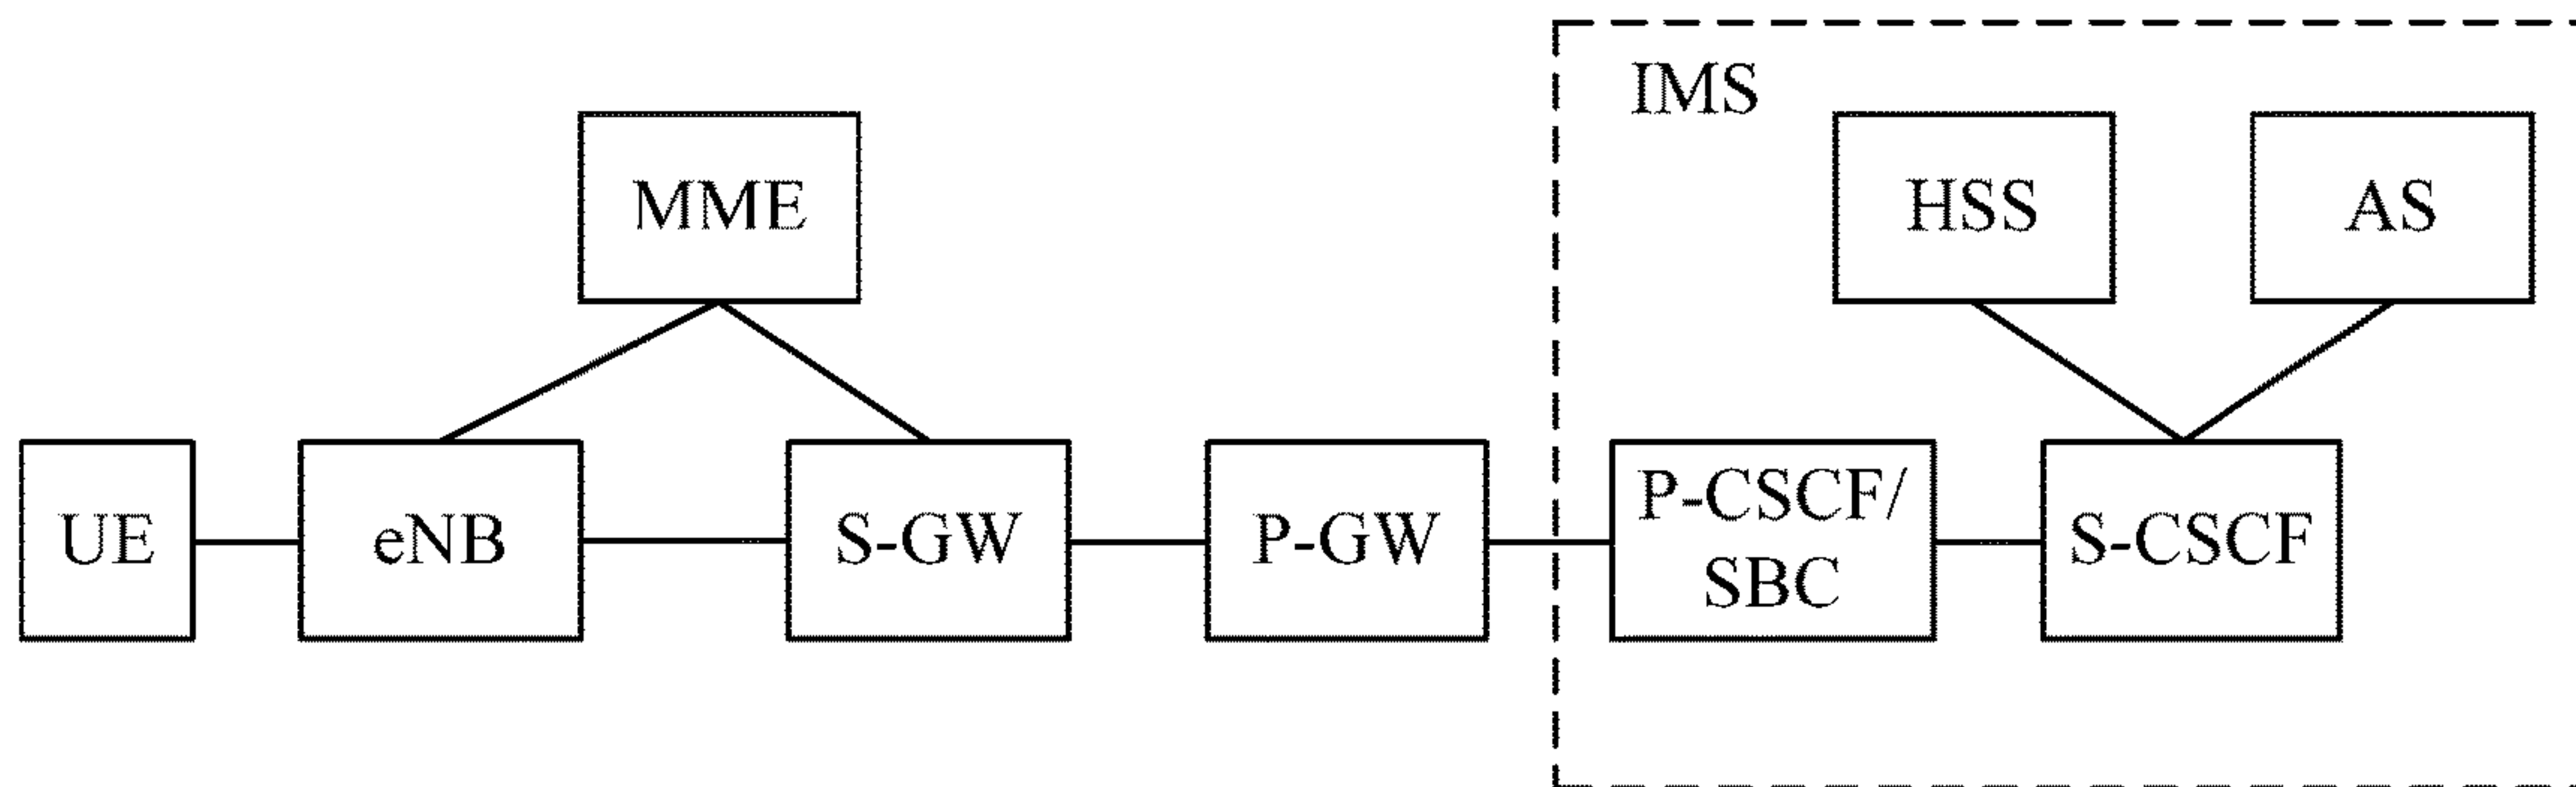 IMS
MME
HSS
AS
UE
eNB
S-GW
P-GW
P-CSCF/
SBC
S-CSCF